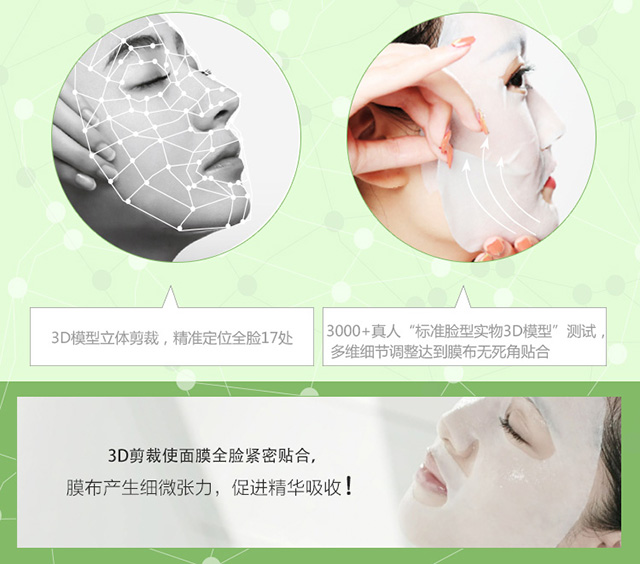 3D模型立体剪裁，精准定位全脸17处
3000+真人“标准脸型实物3D模型”测试，
多维细节调整达到膜布无死角贴合
3D剪裁使面膜全脸紧密贴合，
膜布产生细微张力，促进精华吸收！